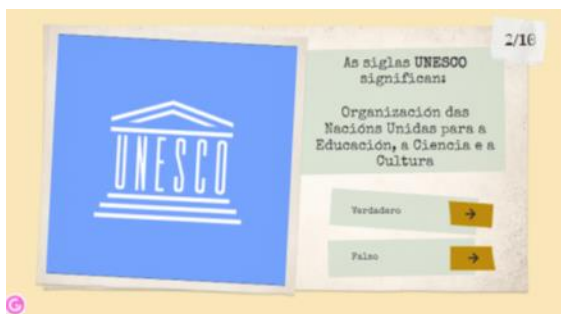 2/10
As siglas UNESCO
significan:
Organización das
Nacións Unidas para a
Educación, a Ciencia e a
Cultura
UNESCO
Verdadero
Falso